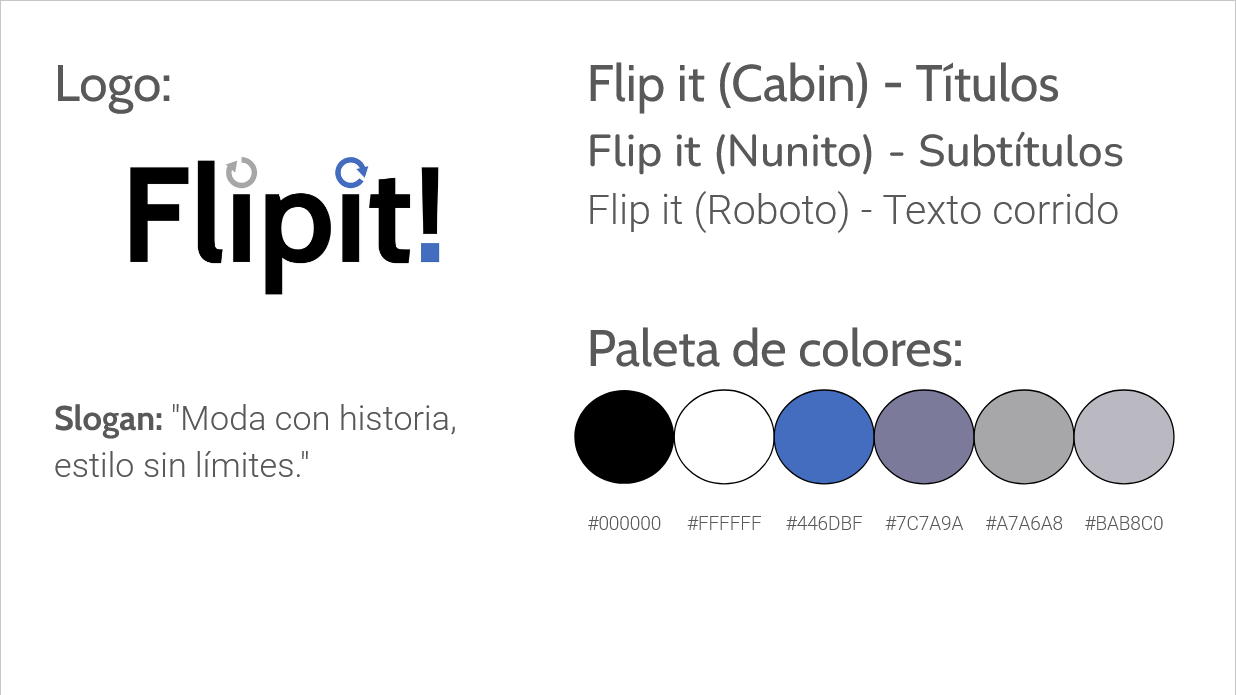 Logo:
Flipit!
Slogan: "Moda con historia,
estilo sin límites."
Flip it (Cabin) - Títulos
Flip it (Nunito) - Subtítulos
Flip it (Roboto) - Texto corrido
Paleta de colores:
#000000 #FFFFFF #446DBF #7C7A9A #A7A6A8 #BAB8C0